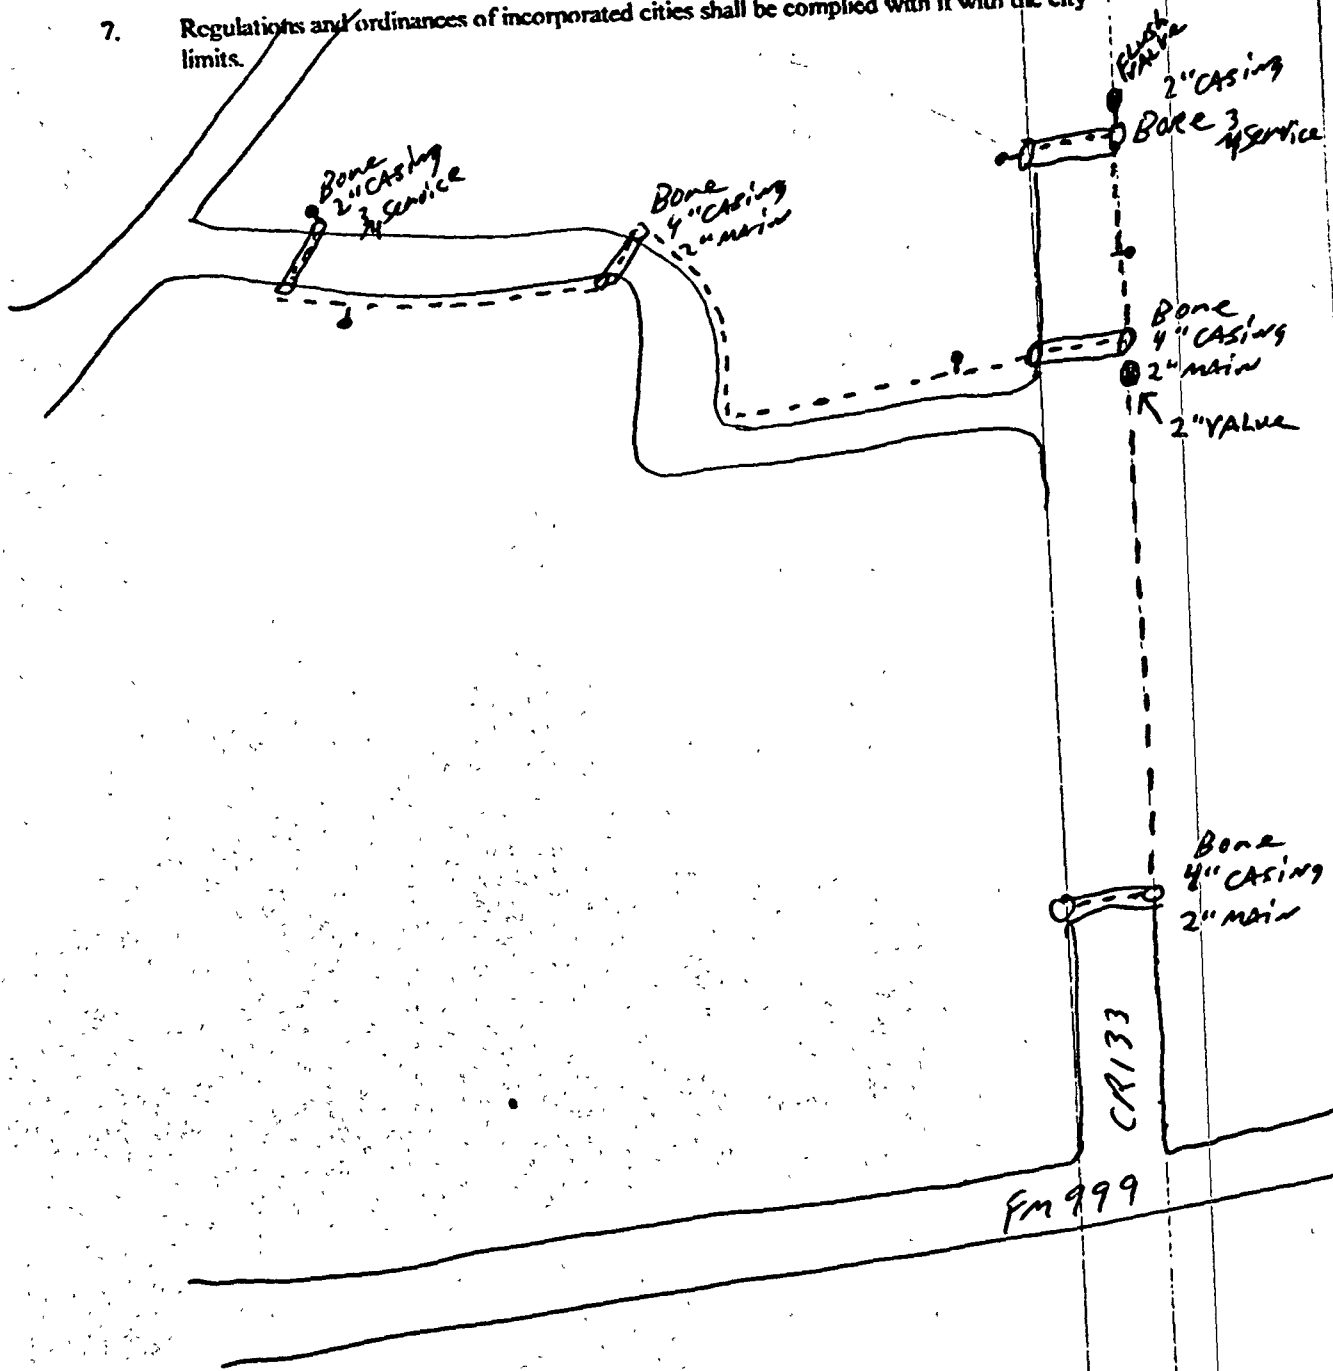 7. Regulations and ordinances of incorporated cities shall be complied with if with the city
limits.
FLUSH
VALVE
2" CASING
Bore 3/4 Service
Bore
2" CASING
3/4 Service
Bore
4" CASING
2" MAIN
Bore
4" CASING
2" MAIN
2" VALVE
Bore
4" CASING
2" MAIN
CR133
FM 999